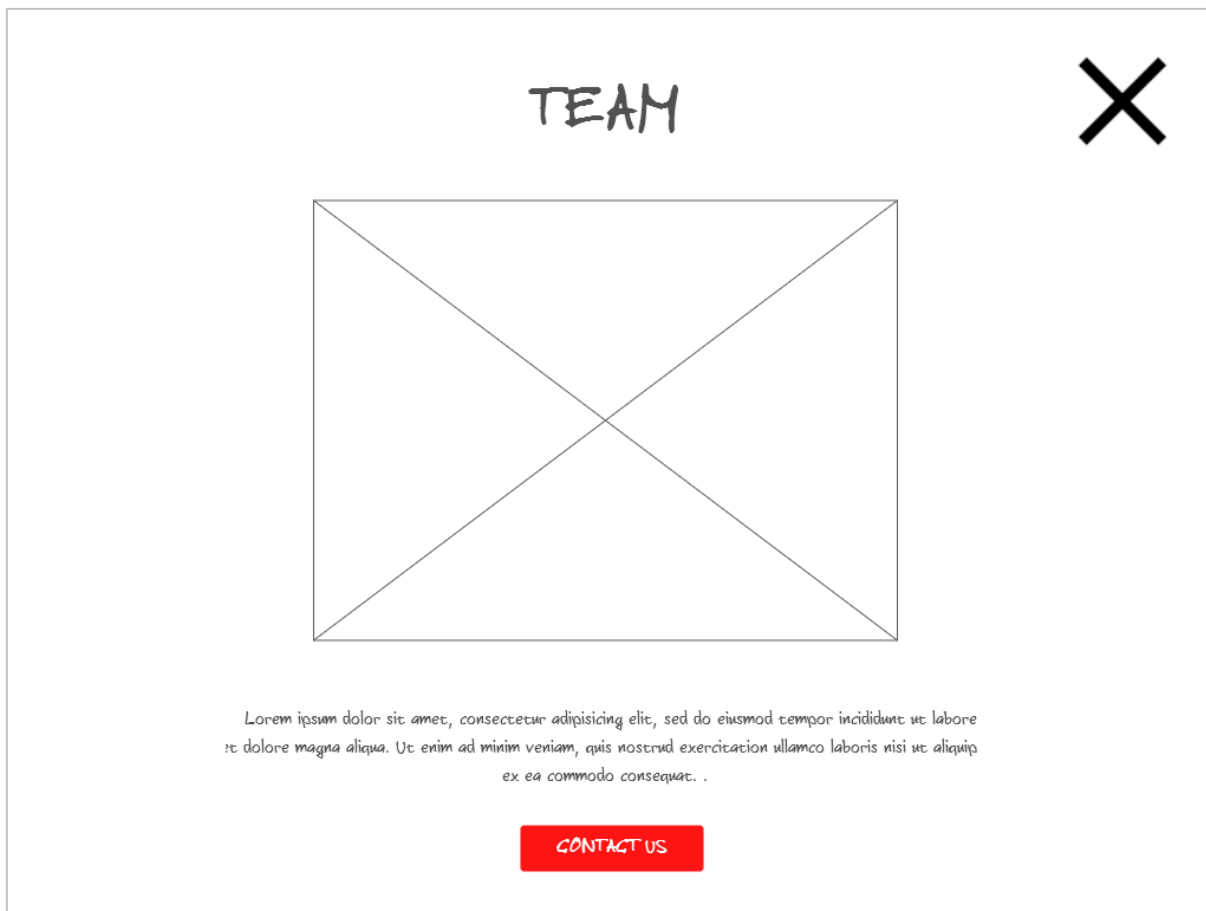 TEAM
Lorem ipsum dolor sit amet, consectetur adipisicing elit, sed do eiusmod tempor incididunt ut labore
et dolore magna aliqua. Ut enim ad minim veniam, quis nostrud exercitation ullamco laboris nisi ut aliquip
ex ea commodo consequat. .
CONTACT US